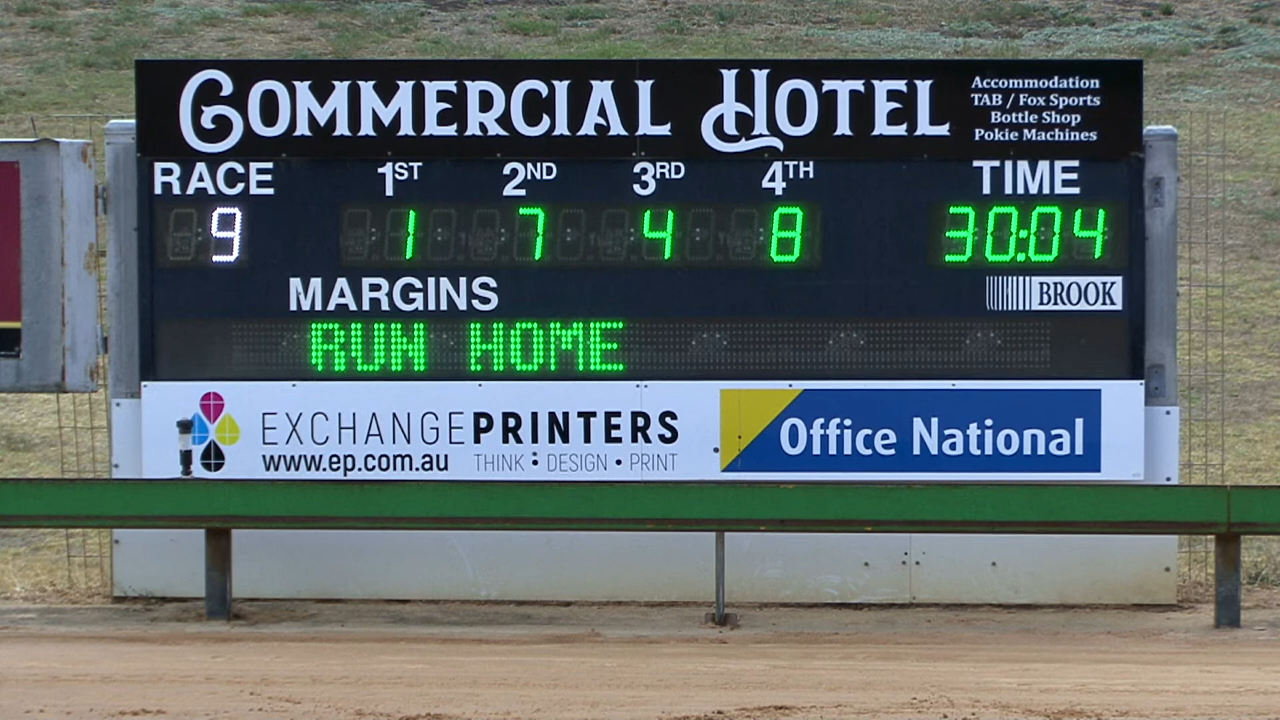 COMMERCIAL HOTEL
Accommodation
TAB / Fox Sports
Bottle Shop
Pokie Machines
RACE 1ST 2ND 3RD 4TH TIME
9 1 7 4 8 30:04
MARGINS
BROOK
RUN HOME
EXCHANGEPRINTERS
www.ep.com.au THINK : DESIGN • PRINT
Office National